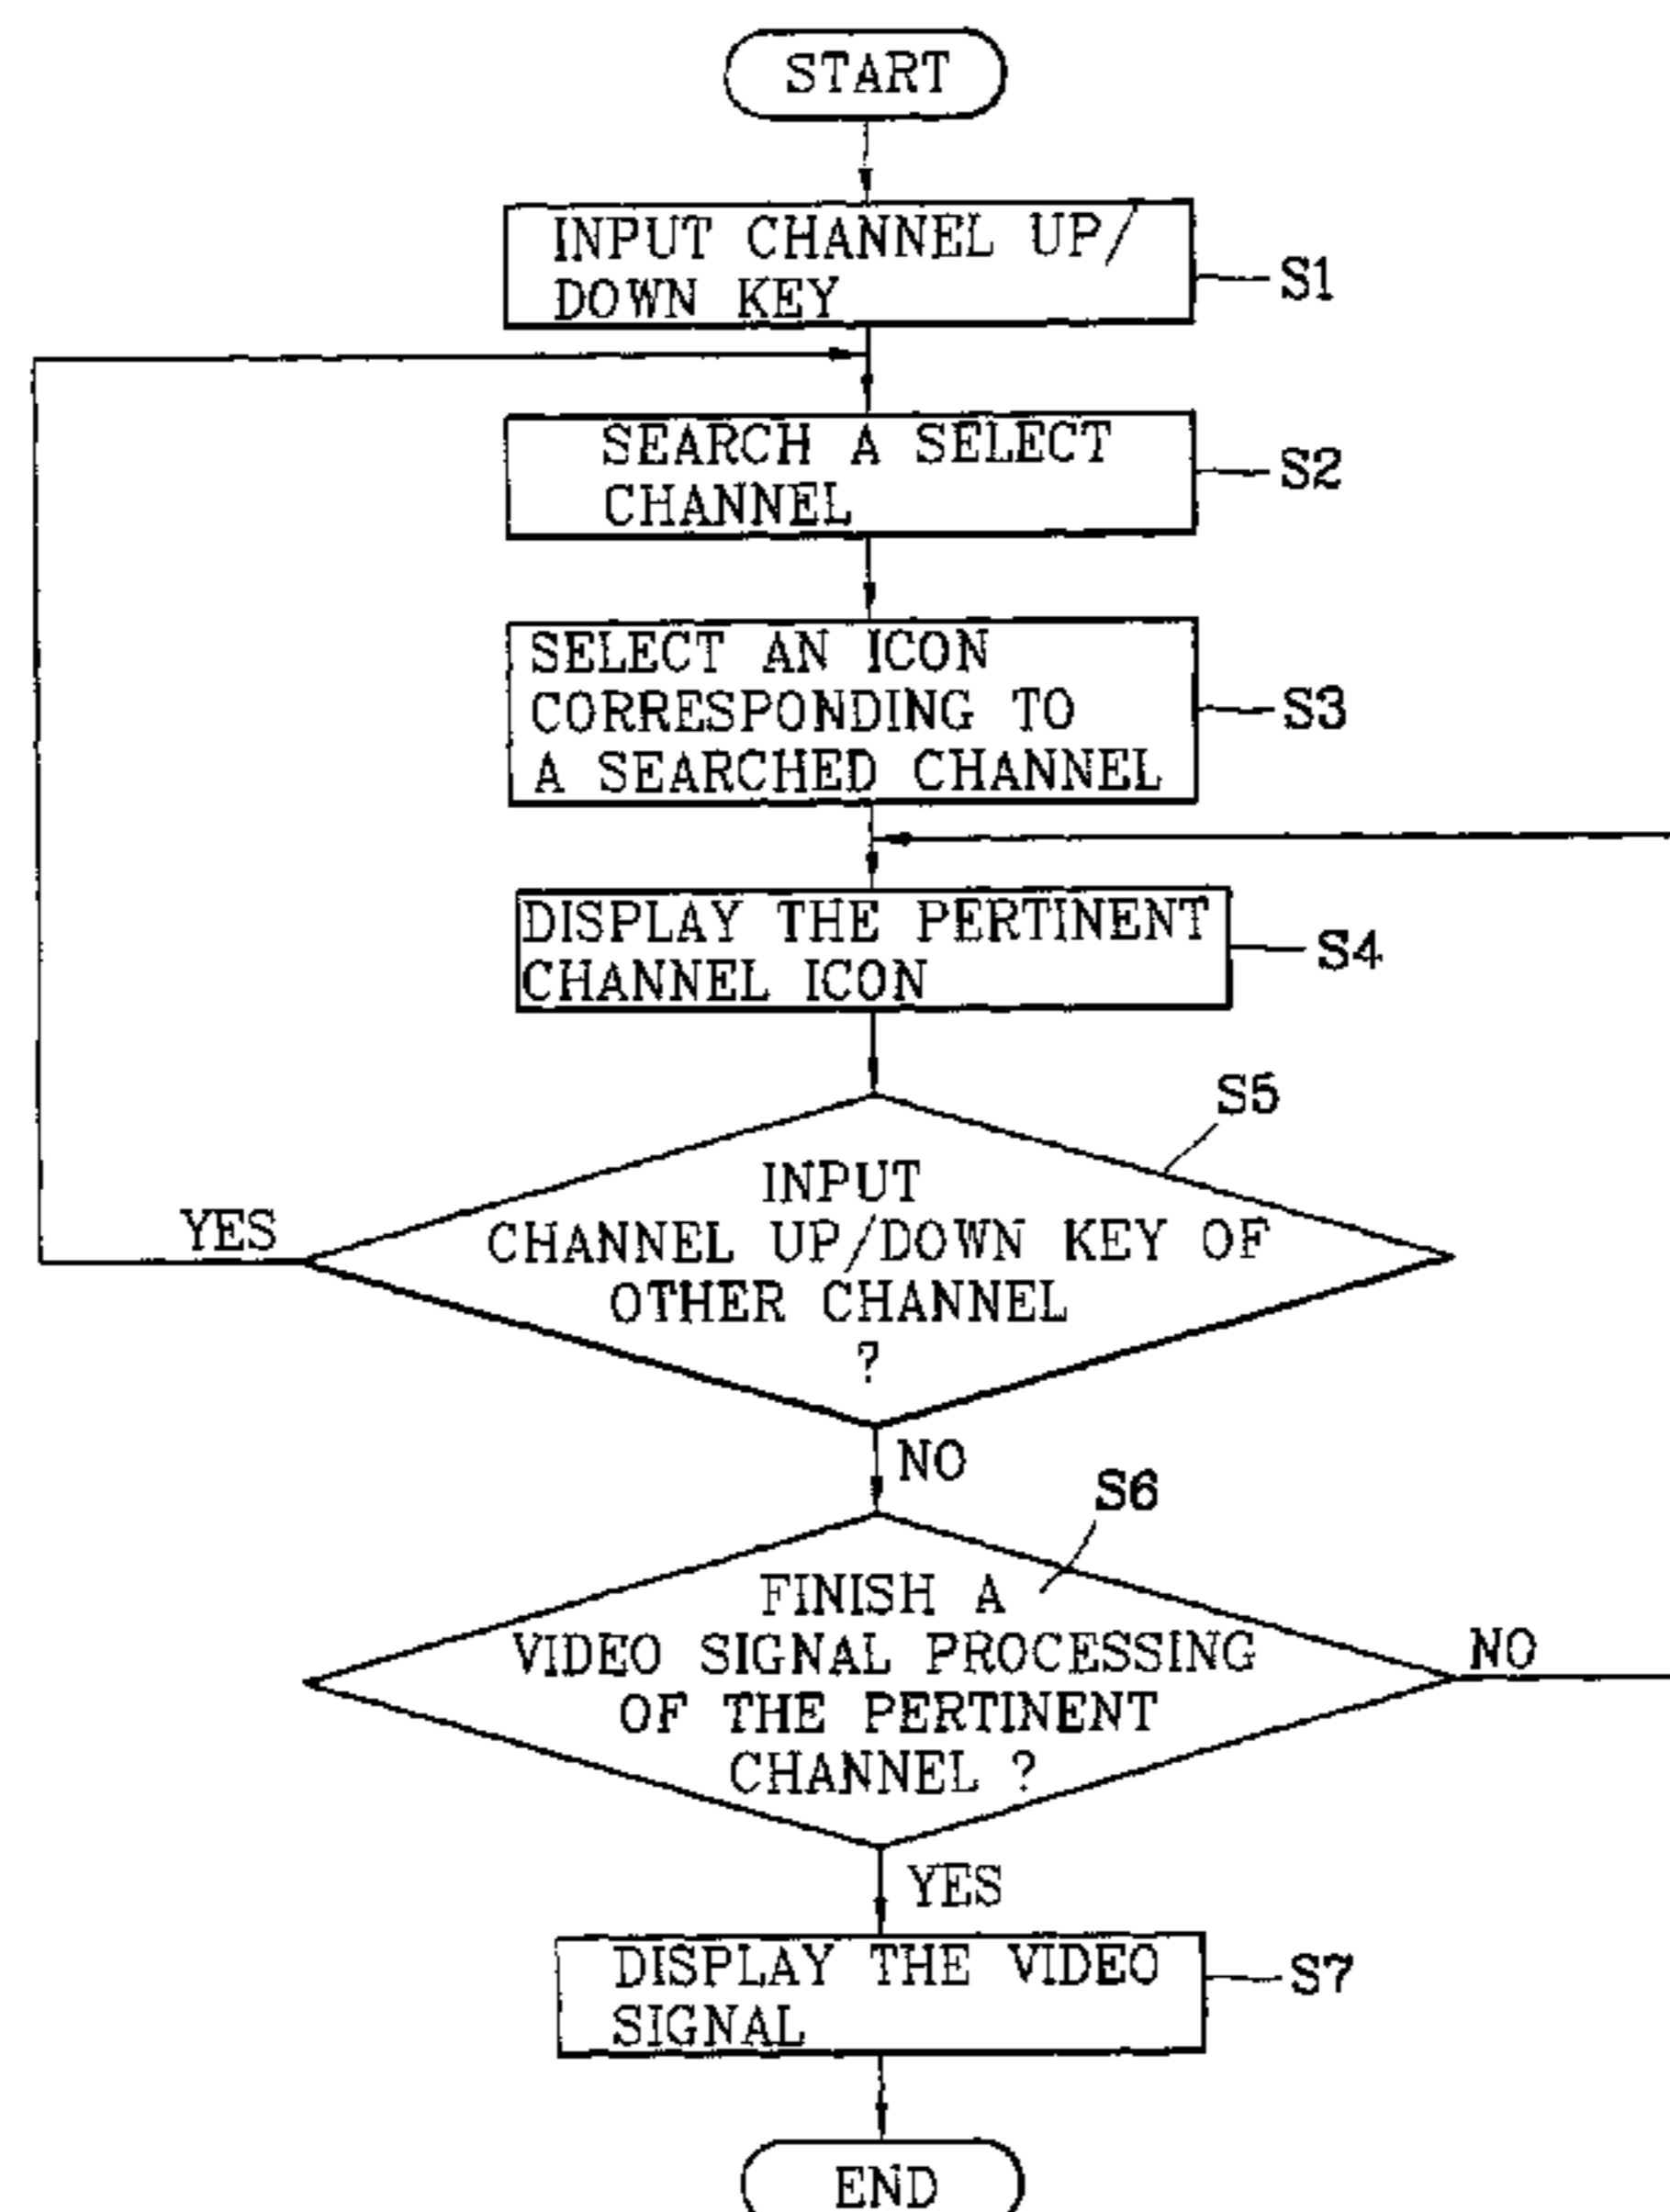 START
INPUT CHANNEL UP/
DOWN KEY
S1
SEARCH A SELECT
CHANNEL
S2
SELECT AN ICON
CORRESPONDING TO
A SEARCHED CHANNEL
S3
DISPLAY THE PERTINENT
CHANNEL ICON
S4
S5
INPUT
CHANNEL UP/DOWN KEY OF
OTHER CHANNEL
?
YES
NO
S6
FINISH A
VIDEO SIGNAL PROCESSING
OF THE PERTINENT
CHANNEL ?
NO
YES
DISPLAY THE VIDEO
SIGNAL
S7
END